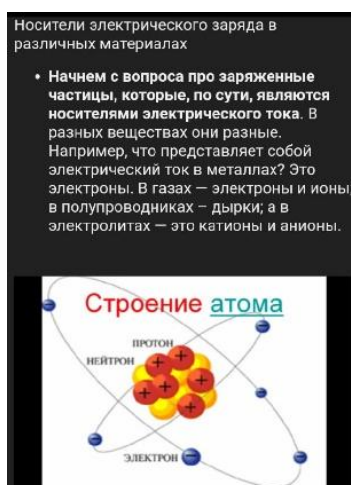 Носители электрического заряда в
различных материалах
• Начнем с вопроса про заряженные
частицы, которые, по сути, являются
носителями электрического тока. В
разных веществах они разные.
Например, что представляет собой
электрический ток в металлах? Это
электроны. В газах — электроны и ионы;
в полупроводниках – дырки; а в
электролитах — это катионы и анионы.
Строение атома
ПРОТОН
НЕЙТРОН
ЭЛЕКТРОН